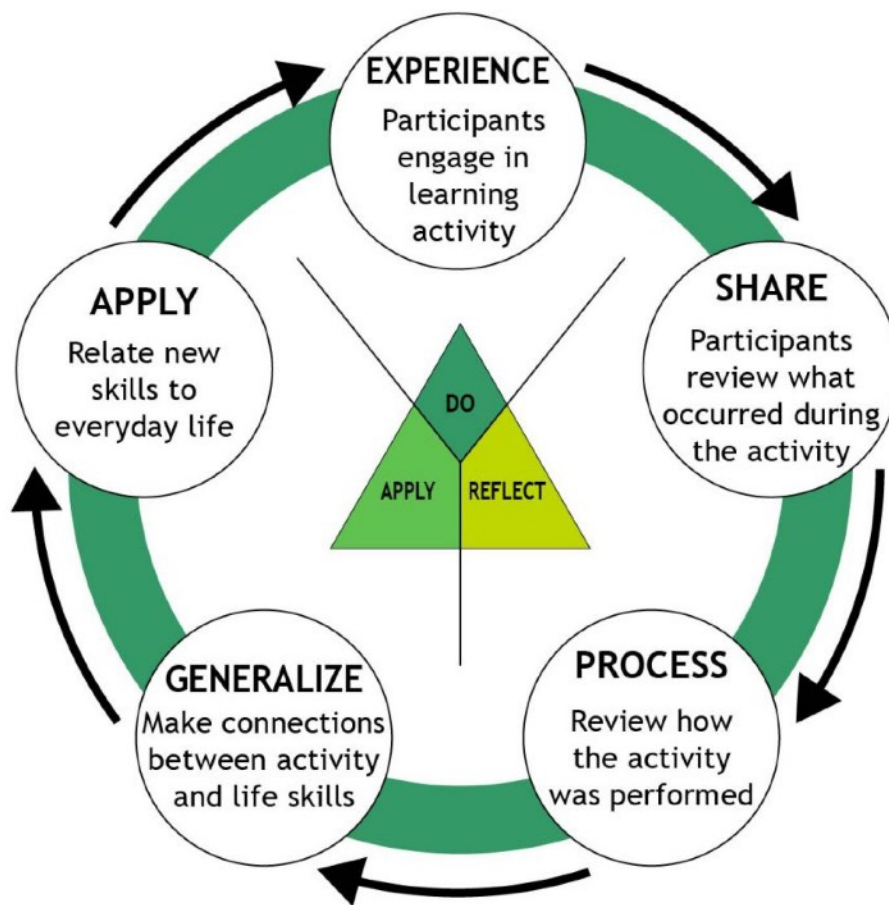 EXPERIENCE
Participants
engage in
learning
activity
SHARE
Participants
review what
occurred during
the activity
PROCESS
Review how
the activity
was performed
GENERALIZE
Make connections
between activity
and life skills
APPLY
Relate new
skills to
everyday life
DO
APPLY
REFLECT